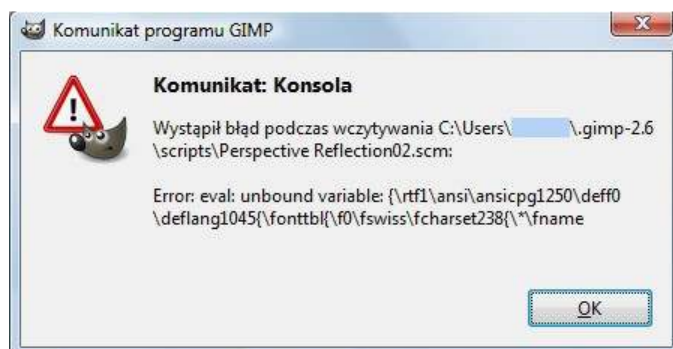 Komunikat programu GIMP
Komunikat: Konsola
Wystąpił błąd podczas wczytywania C:\Users\ \.gimp-2.6
\scripts\Perspective Reflection02.scm:
Error: eval: unbound variable: {\rtf1\ansi\ansicpg1250\deff0
\deflang1045{\fonttbl{\f0\fswiss\fcharset238{\*\fname
OK